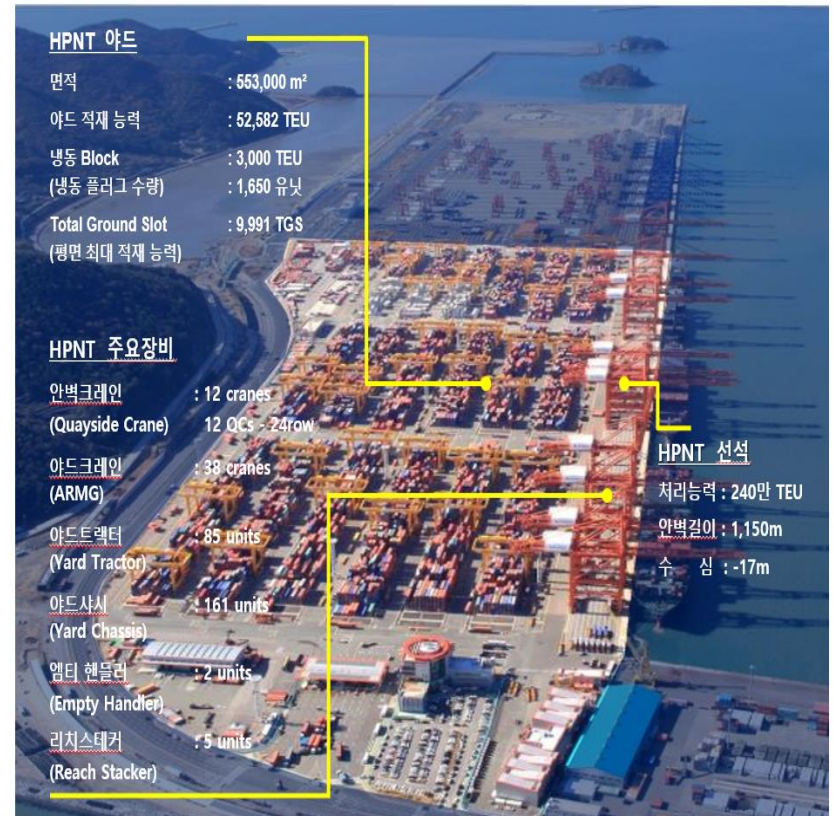 HPNT 야드
면적 : 553,000 m²
야드 적재 능력 : 52,582 TEU
냉동 Block : 3,000 TEU
(냉동 플러그 수량) : 1,650 유닛
Total Ground Slot : 9,991 TGS
(평면 최대 적재 능력)
HPNT 주요장비
안벽크레인 : 12 cranes
(Quayside Crane) 12 QCs - 24row
야드크레인 : 38 cranes
(ARMG)
야드트랙터 : 85 units
(Yard Tractor)
야드샤시 : 161 units
(Yard Chassis)
엠티 핸들러 : 2 units
(Empty Handler)
리치스태커 : 5 units
(Reach Stacker)
HPNT 선석
처리능력 : 240만 TEU
안벽길이 : 1,150m
수 심 : -17m